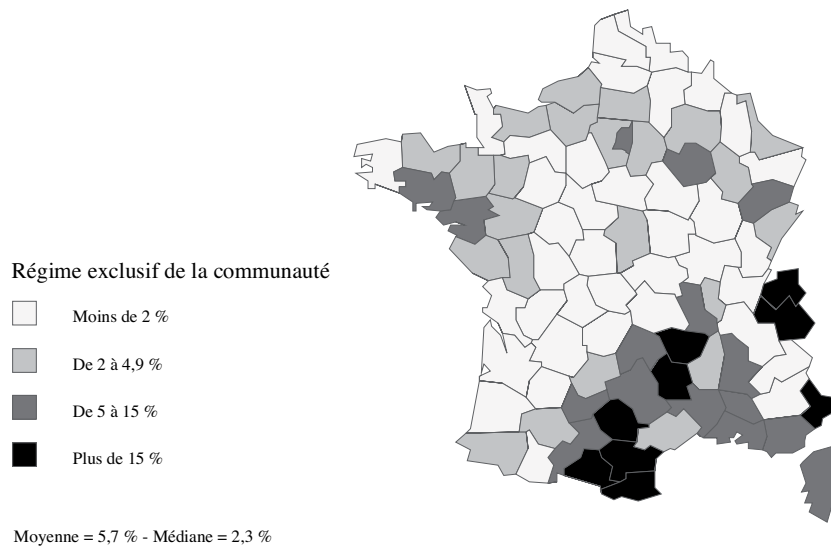 Régime exclusif de la communauté
Moins de 2 %
De 2 à 4,9 %
De 5 à 15 %
Plus de 15 %
Moyenne = 5,7 % - Médiane = 2,3 %